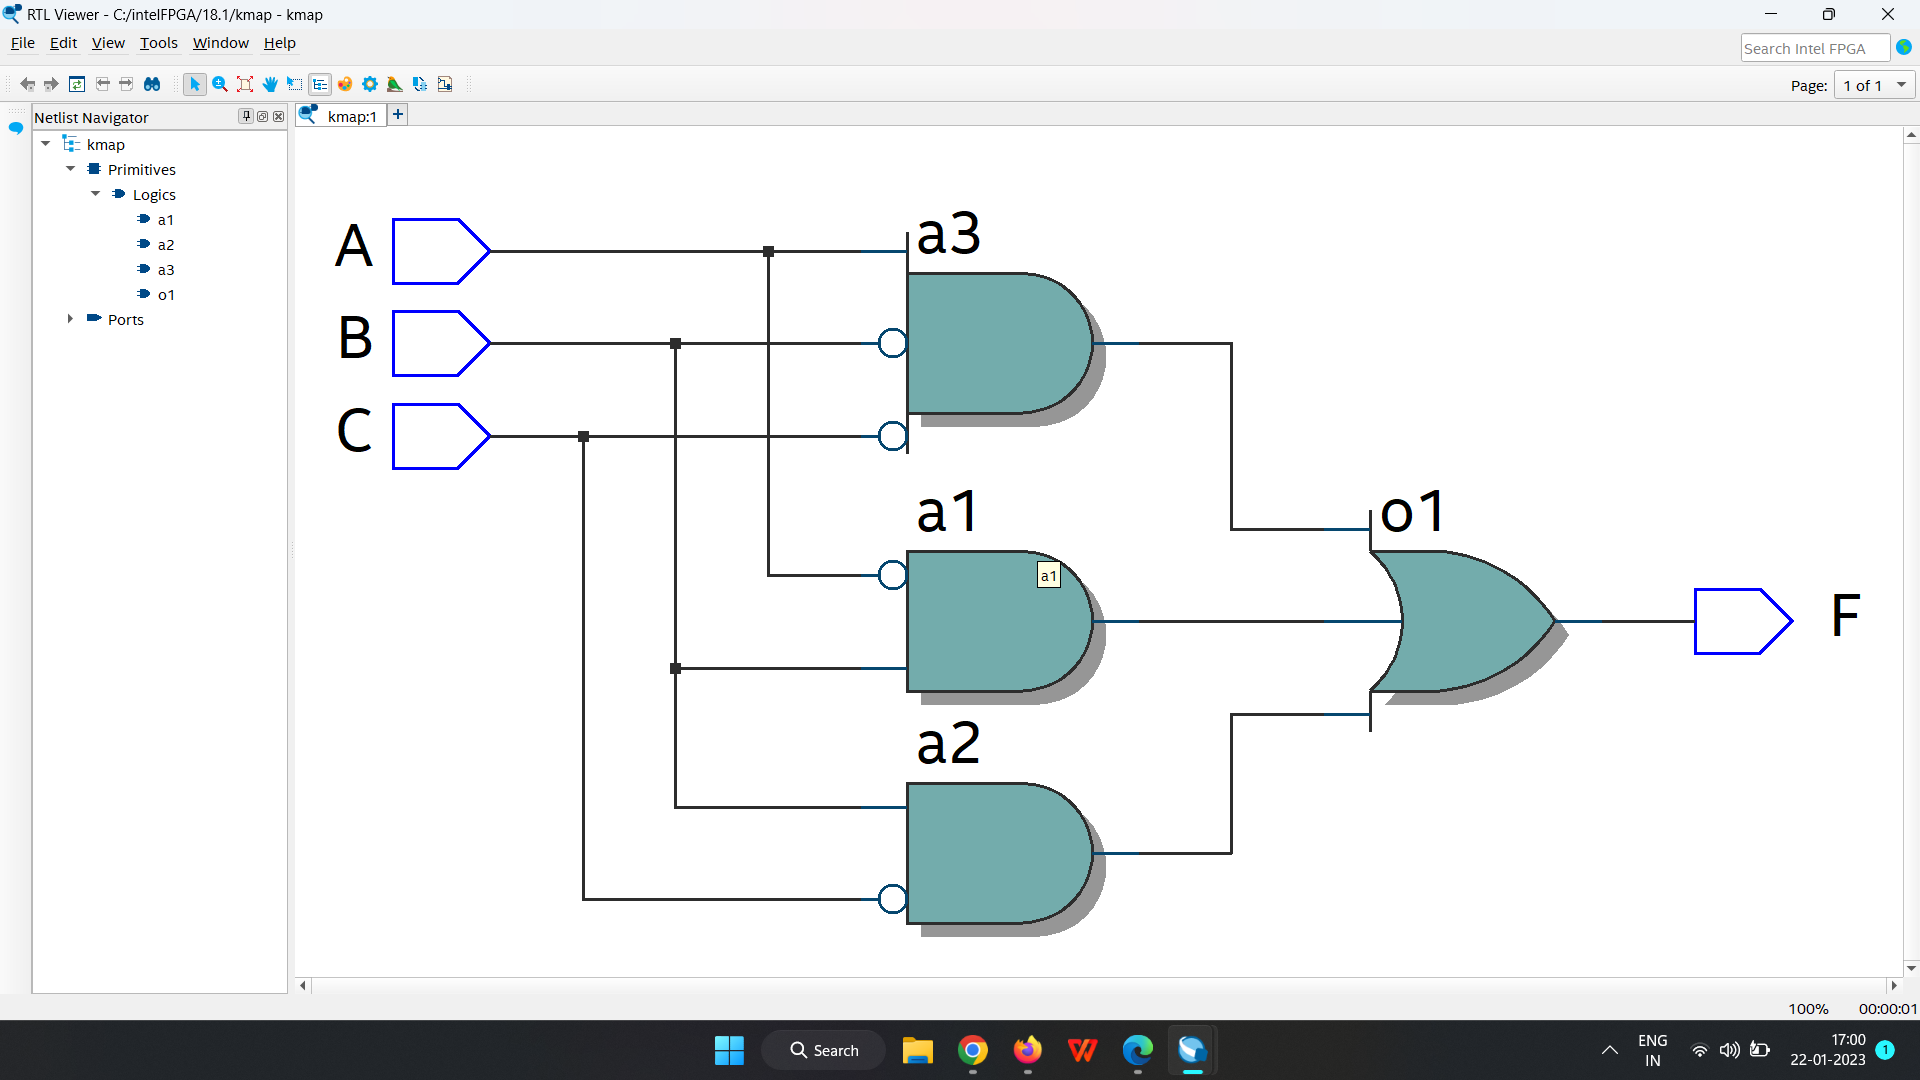 RTL Viewer - C:/intelFPGA/18.1/kmap - kmap
File Edit View Tools Window Help
Search Intel FPGA
Page: 1 of 1
Netlist Navigator
kmap:1
+
kmap
Primitives
Logics
a1
a2
a3
o1
Ports
A
B
C
a3
a1
a1
a2
o1
F
100% 00:00:01
Search
ENG
IN
17:00
22-01-2023
1